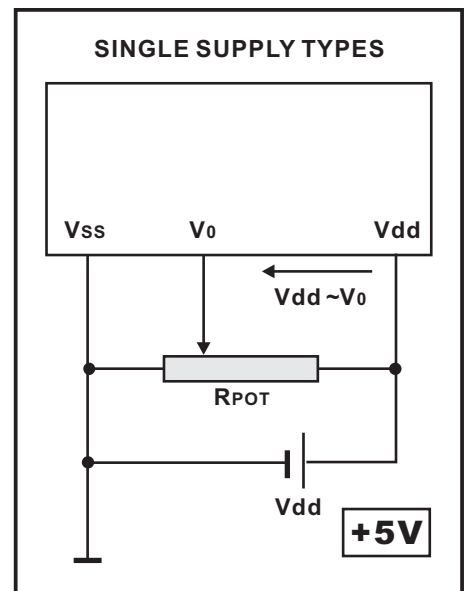 SINGLE SUPPLY TYPES
Vss V0 Vdd
Vdd ~V0
RPOT
Vdd
+5V